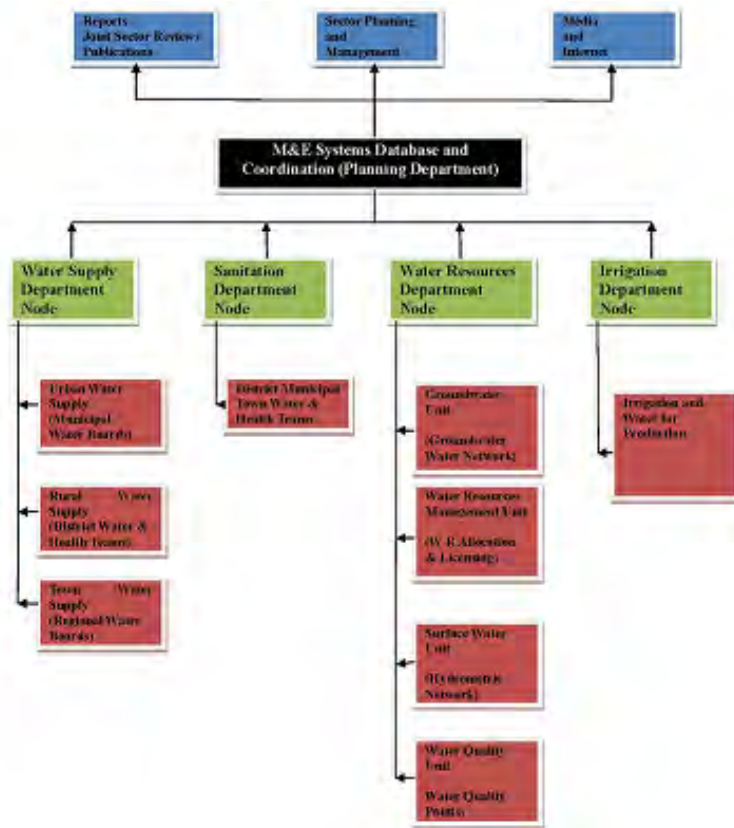 Reports
Joint Sector Reviews
Publications
Sector Planning
and
Management
Media
and
Internet
M&E Systems Database and
Coordination (Planning Department)
Water Supply
Department
Node
Sanitation
Department
Node
Water Resources
Department
Node
Irrigation
Department
Node
Urban Water
Supply
(Municipal
Water Boards)
Rural Water
Supply
(District Water &
Health Teams)
Town Water
Supply
(Regional Water
Boards)
District Municipal
Town Water &
Health Teams
Groundwater
Unit
(Groundwater
Water Network)
Water Resources
Management Unit
(W-R Allocation
& Licensing)
Surface Water
Unit
(Hydrometric
Network)
Water Quality
Unit
Water Quality
Points)
Irrigation and
Water for
Production